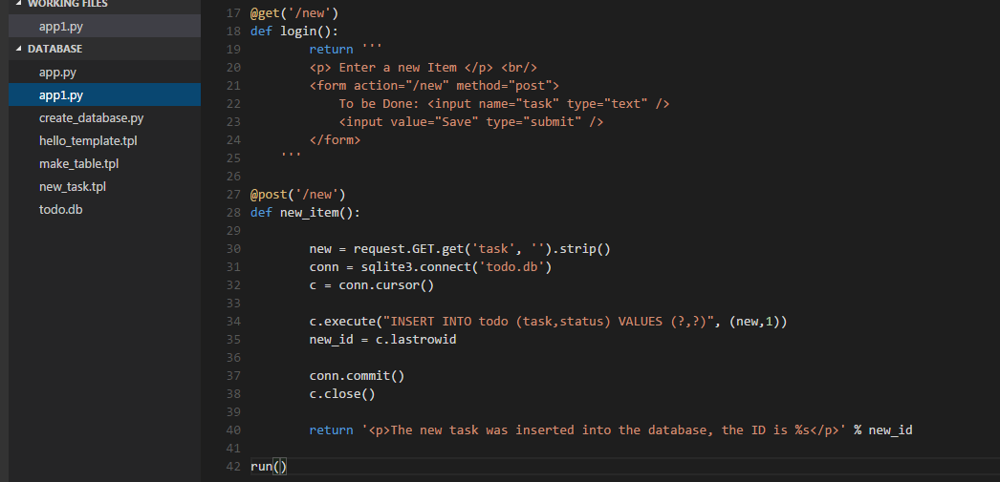 WORKING FILES
app1.py
DATABASE
app.py
app1.py
create_database.py
hello_template.tpl
make_table.tpl
new_task.tpl
todo.db
17 @get('/new')
18 def login():
19         return '''
20         <p> Enter a new Item </p> <br/>
21         <form action="/new" method="post">
22             To be Done: <input name="task" type="text" />
23             <input value="Save" type="submit" />
24         </form>
25     '''
26
27 @post('/new')
28 def new_item():
29
30         new = request.GET.get('task', '').strip()
31         conn = sqlite3.connect('todo.db')
32         c = conn.cursor()
33
34         c.execute("INSERT INTO todo (task,status) VALUES (?,?)", (new,1))
35         new_id = c.lastrowid
36
37         conn.commit()
38         c.close()
39
40         return '<p>The new task was inserted into the database, the ID is %s</p>' % new_id
41
42 run()